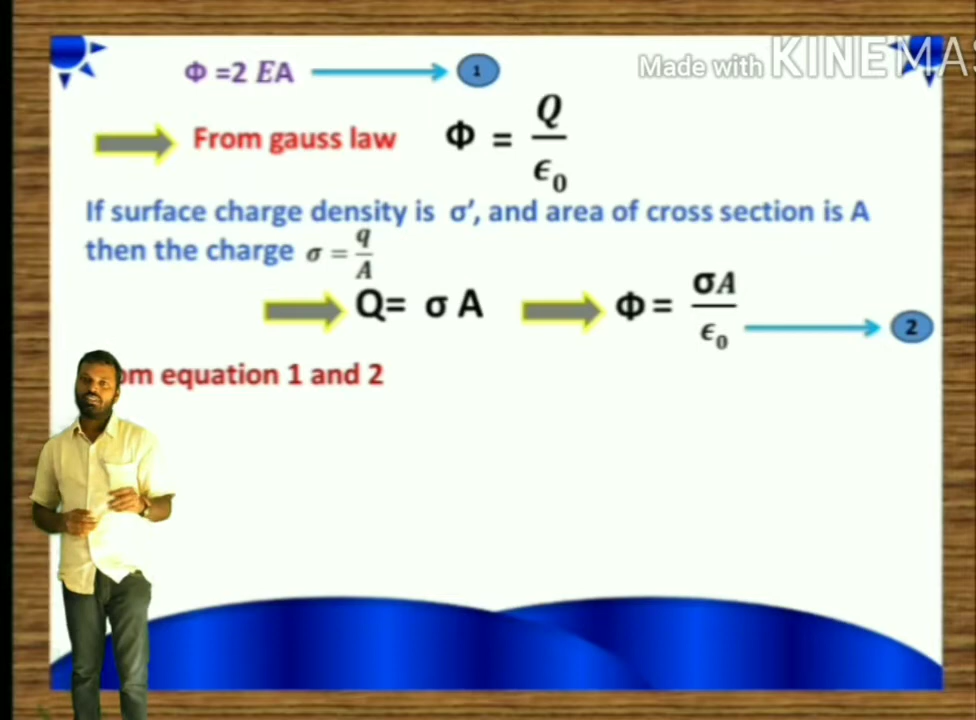 Made with KINEMAS
Φ =2 EA 1
From gauss law Φ = Q/ϵ₀
If surface charge density is σ′, and area of cross section is A
then the charge σ = q/A
Q= σ A Φ = σA/ϵ₀ 2
om equation 1 and 2